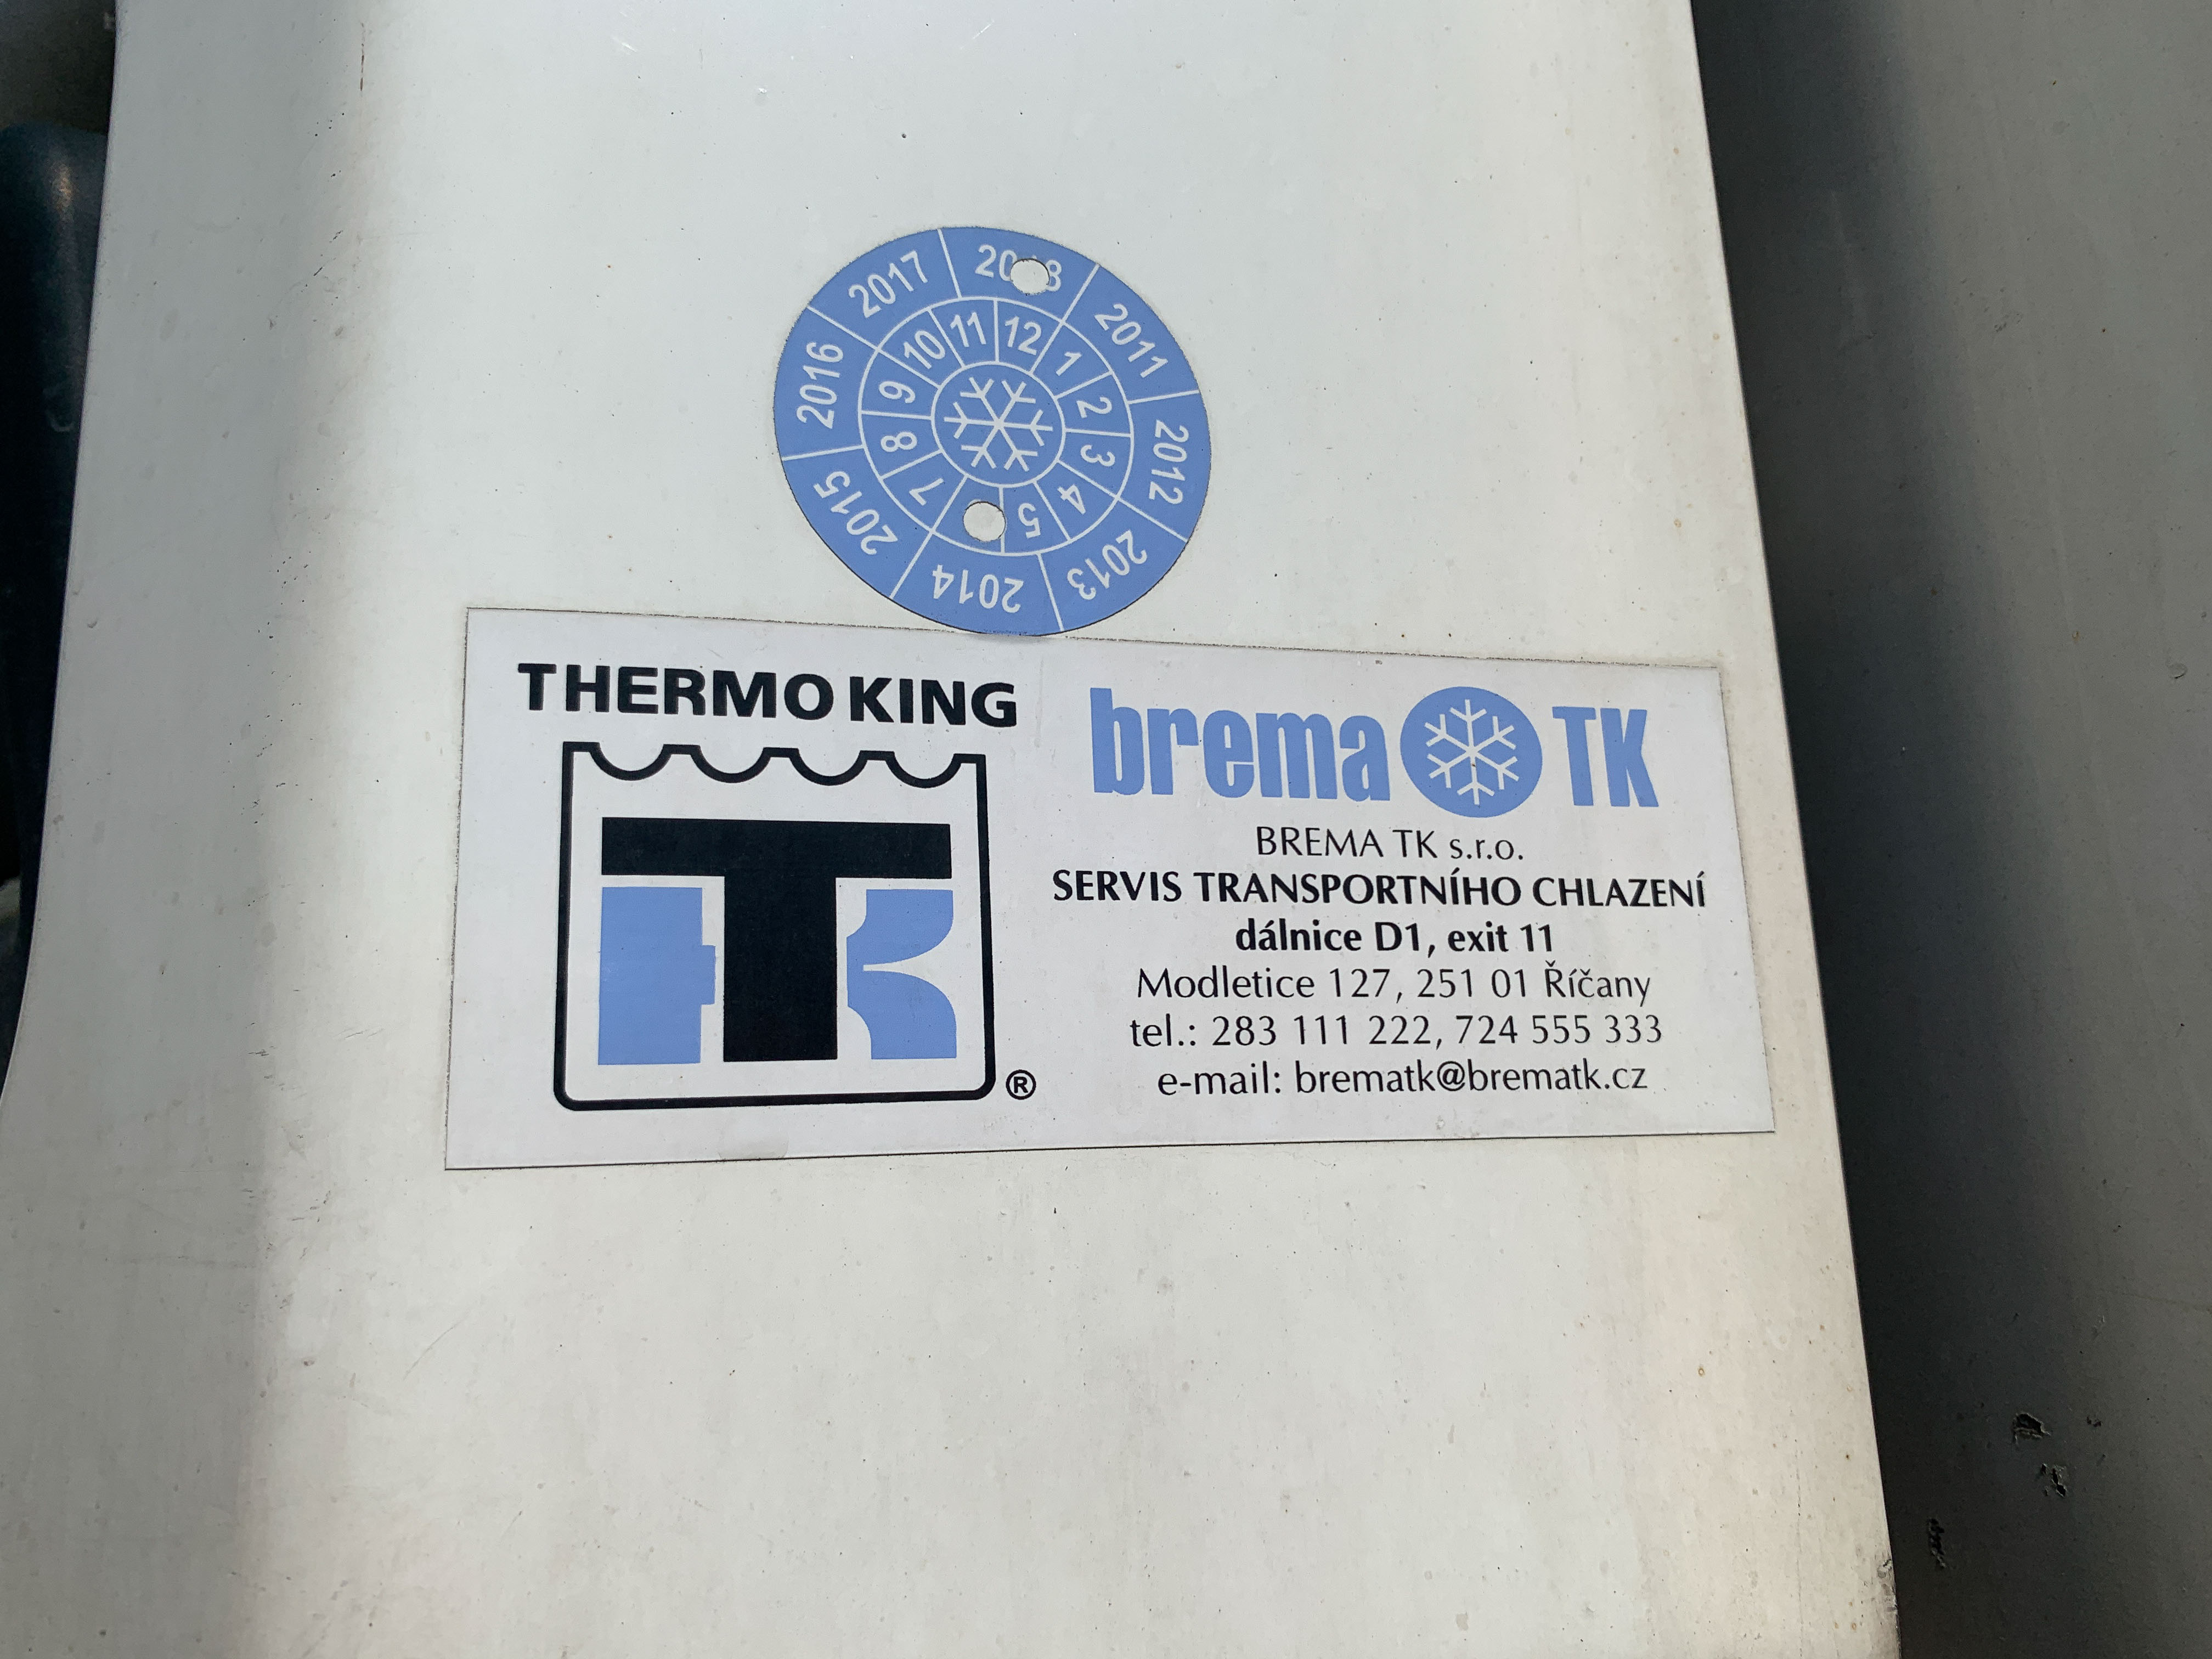 2017
2011
2012
2013
2014
2015
2016
10 11 12 1 2 3 4 5 7 8 9
THERMO KING
®
brema TK
BREMA TK s.r.o.
SERVIS TRANSPORTNÍHO CHLAZENÍ
dálnice D1, exit 11
Modletice 127, 251 01 Říčany
tel.: 283 111 222, 724 555 333
e-mail: brematk@brematk.cz